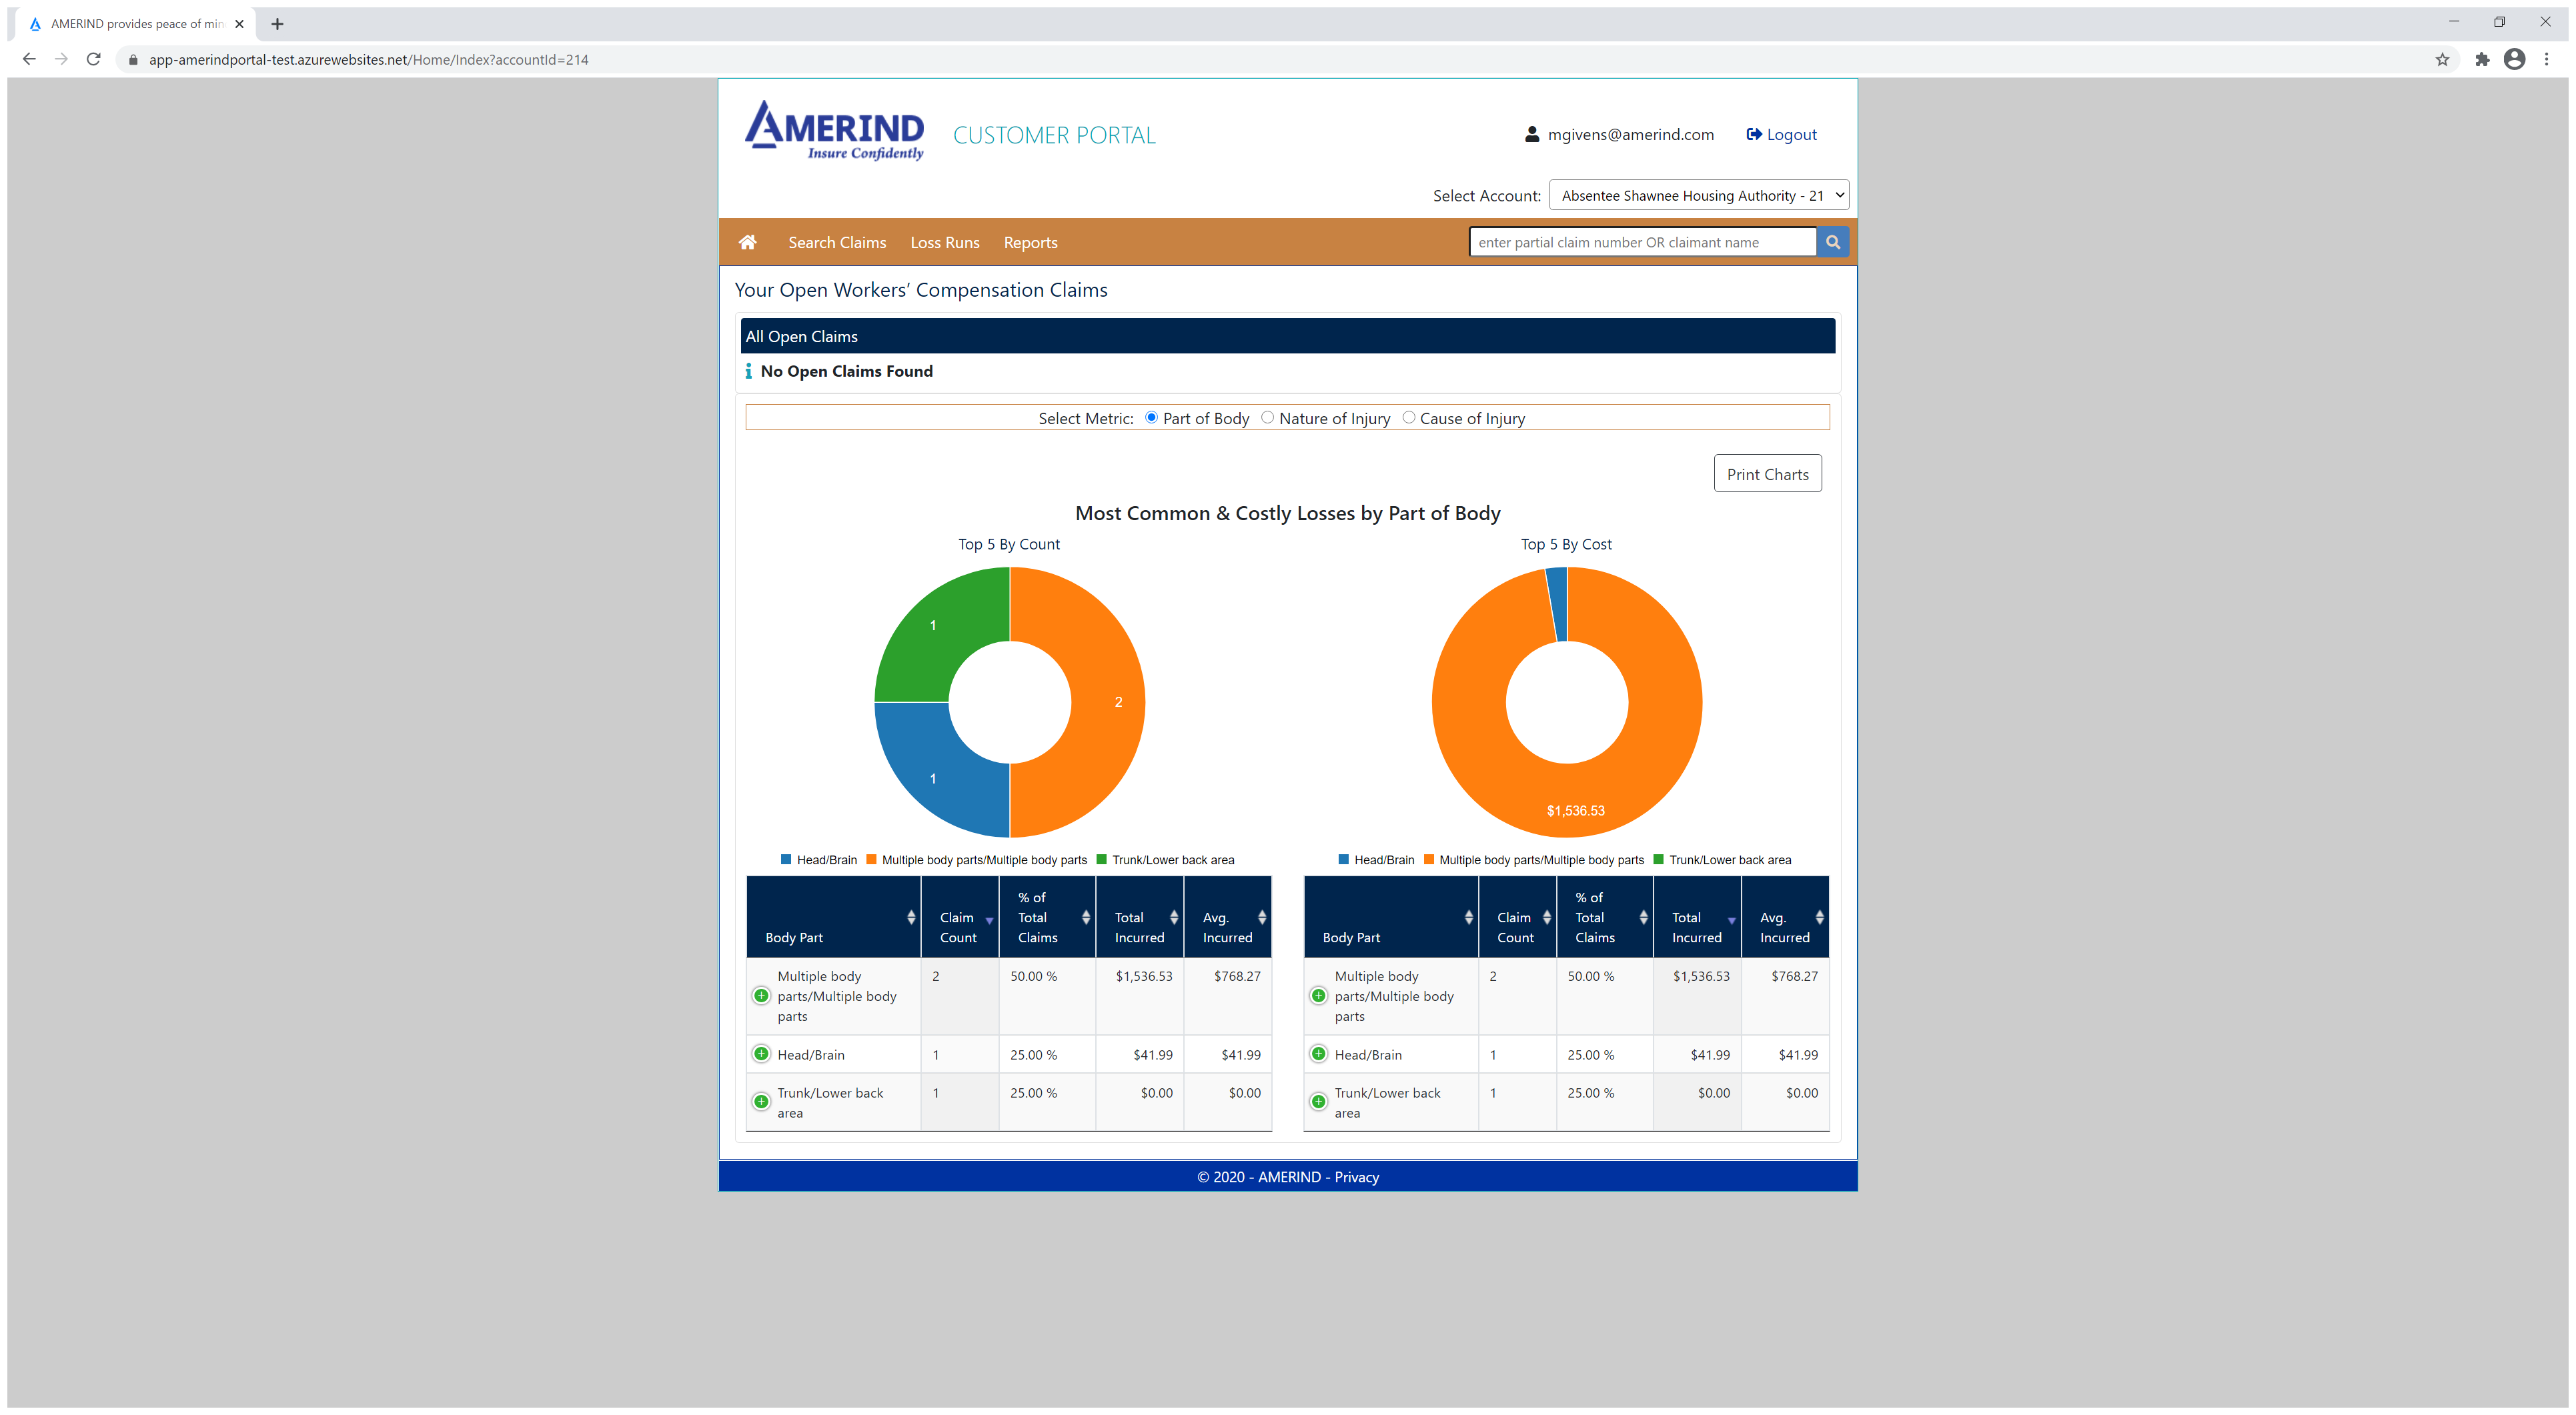 AMERIND provides peace of min
app-amerindportal-test.azurewebsites.net/Home/Index?accountId=214
AMERIND
Insure Confidently
CUSTOMER PORTAL
mgivens@amerind.com
Logout
Select Account:
Absentee Shawnee Housing Authority - 21
Search Claims
Loss Runs
Reports
enter partial claim number OR claimant name
Your Open Workers’ Compensation Claims
All Open Claims
No Open Claims Found
Select Metric: Part of Body Nature of Injury Cause of Injury
Print Charts
Most Common & Costly Losses by Part of Body
Top 5 By Count
1
2
1
Head/Brain Multiple body parts/Multiple body parts Trunk/Lower back area
Top 5 By Cost
$1,536.53
Head/Brain Multiple body parts/Multiple body parts Trunk/Lower back area
Body Part
Claim
Count
% of
Total
Claims
Total
Incurred
Avg.
Incurred
Multiple body
parts/Multiple body
parts
2
50.00 %
$1,536.53
$768.27
Head/Brain
1
25.00 %
$41.99
$41.99
Trunk/Lower back
area
1
25.00 %
$0.00
$0.00
Body Part
Claim
Count
% of
Total
Claims
Total
Incurred
Avg.
Incurred
Multiple body
parts/Multiple body
parts
2
50.00 %
$1,536.53
$768.27
Head/Brain
1
25.00 %
$41.99
$41.99
Trunk/Lower back
area
1
25.00 %
$0.00
$0.00
© 2020 - AMERIND - Privacy